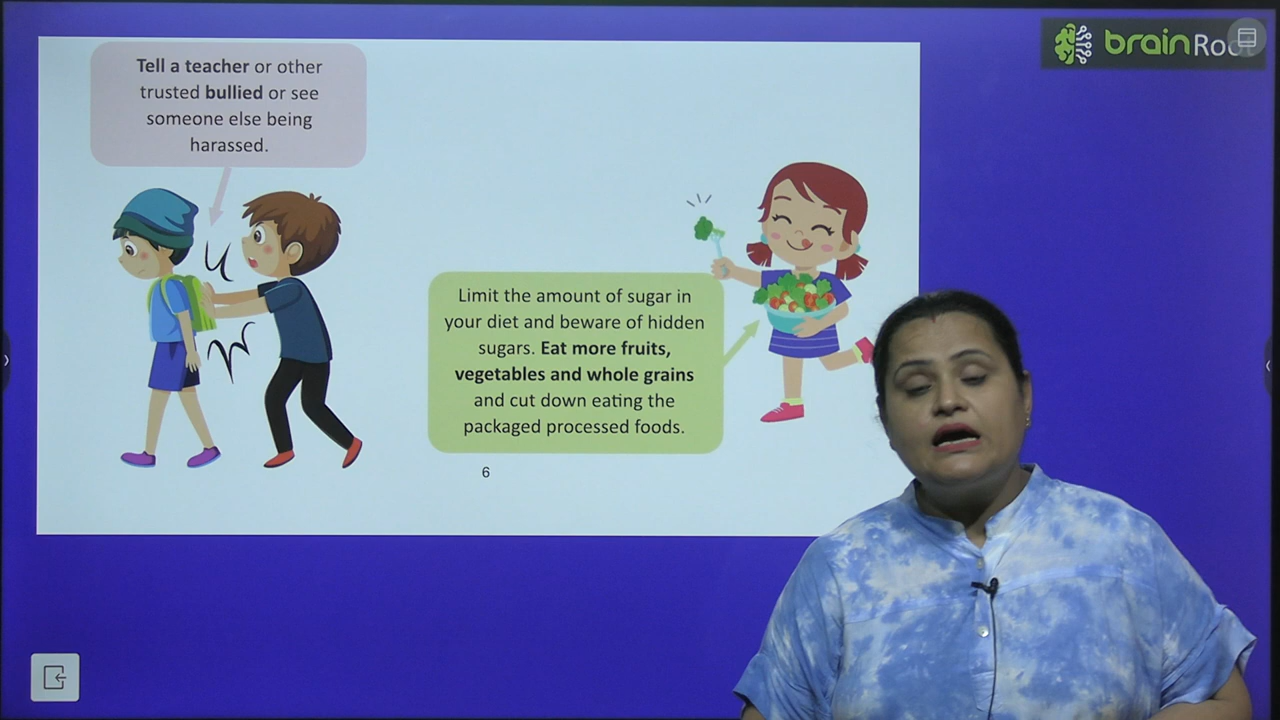 brainRoot
Tell a teacher or other
trusted bullied or see
someone else being
harassed.
Limit the amount of sugar in
your diet and beware of hidden
sugars. Eat more fruits,
vegetables and whole grains
and cut down eating the
packaged processed foods.
6